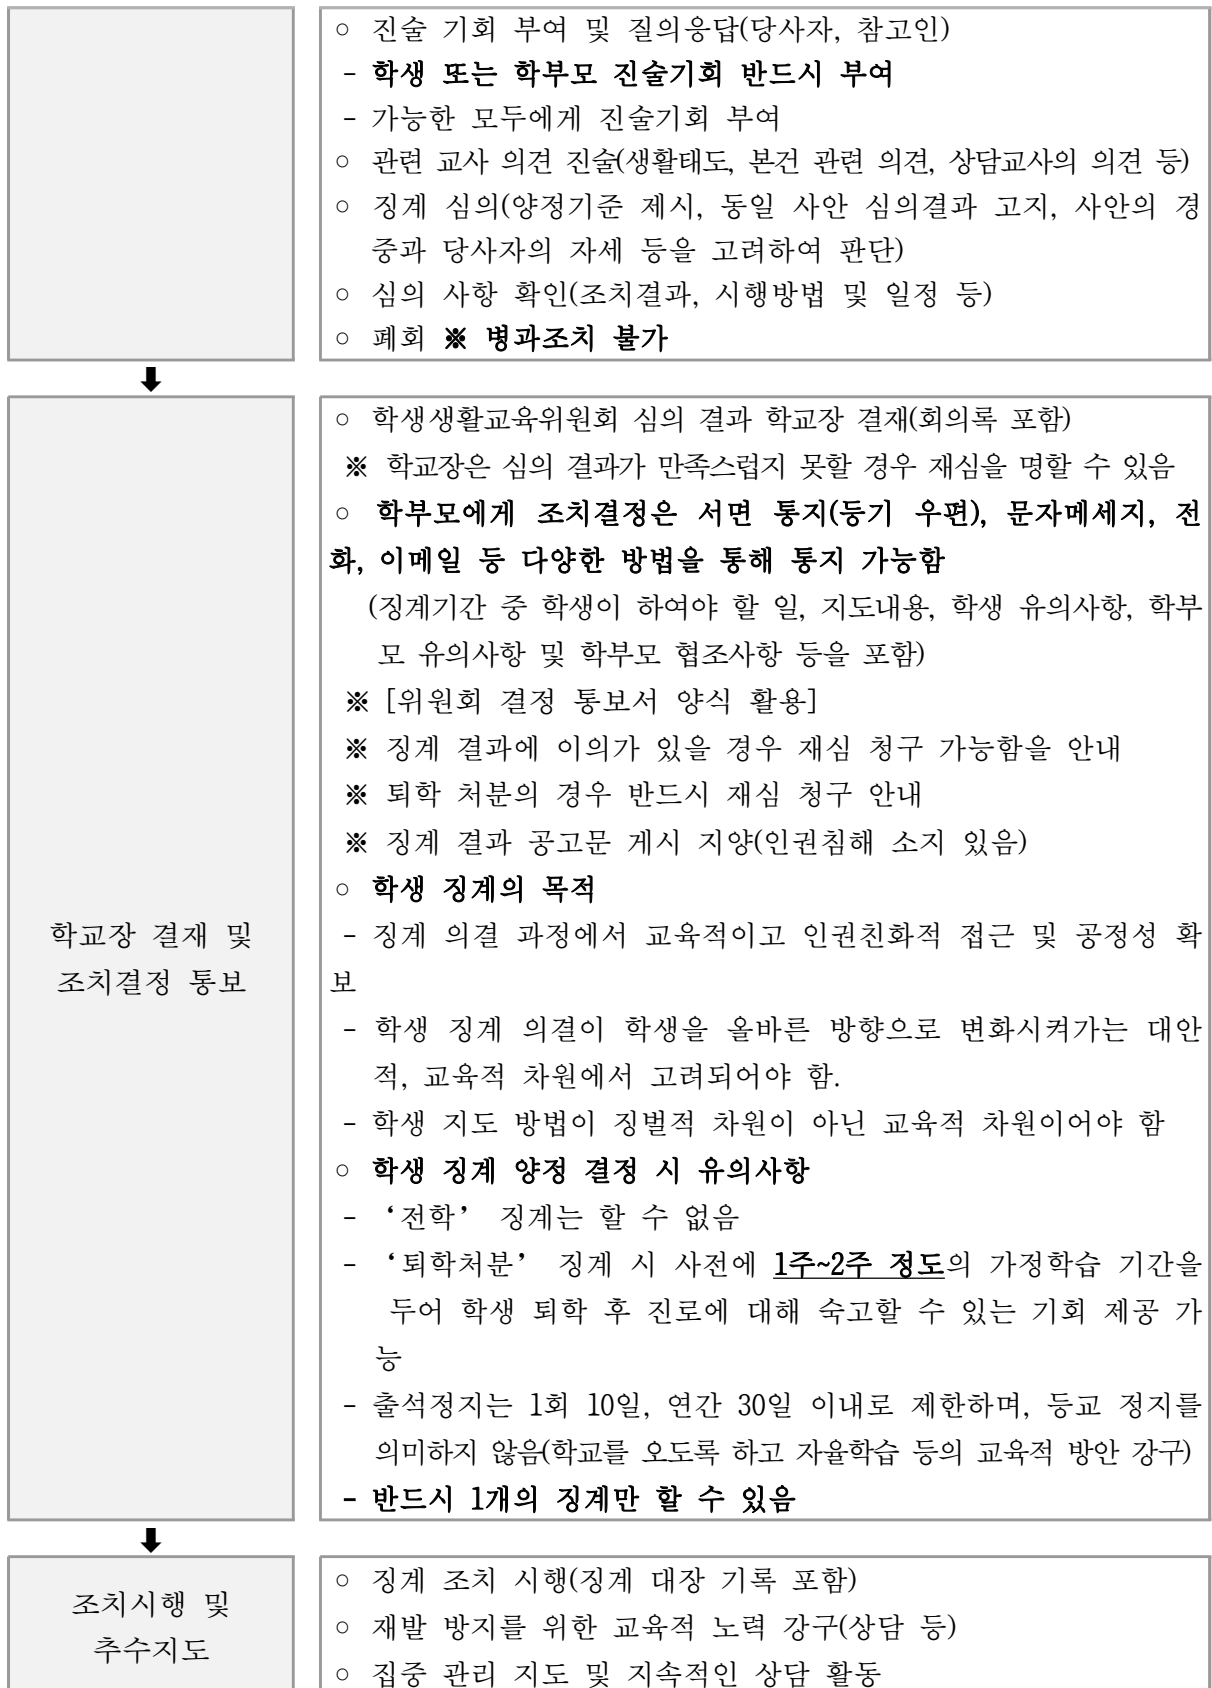 ○ 진술 기회 부여 및 질의응답(당사자, 참고인)
- 학생 또는 학부모 진술기회 반드시 부여
- 가능한 모두에게 진술기회 부여
○ 관련 교사 의견 진술(생활태도, 본건 관련 의견, 상담교사의 의견 등)
○ 징계 심의(양정기준 제시, 동일 사안 심의결과 고지, 사안의 경
중과 당사자의 자세 등을 고려하여 판단)
○ 심의 사항 확인(조치결과, 시행방법 및 일정 등)
○ 폐회 ※ 병과조치 불가
⬇
학교장 결재 및
조치결정 통보
○ 학생생활교육위원회 심의 결과 학교장 결재(회의록 포함)
※ 학교장은 심의 결과가 만족스럽지 못할 경우 재심을 명할 수 있음
○ 학부모에게 조치결정은 서면 통지(등기 우편), 문자메세지, 전
화, 이메일 등 다양한 방법을 통해 통지 가능함
(징계기간 중 학생이 하여야 할 일, 지도내용, 학생 유의사항, 학부
모 유의사항 및 학부모 협조사항 등을 포함)
※ [위원회 결정 통보서 양식 활용]
※ 징계 결과에 이의가 있을 경우 재심 청구 가능함을 안내
※ 퇴학 처분의 경우 반드시 재심 청구 안내
※ 징계 결과 공고문 게시 지양(인권침해 소지 있음)
○ 학생 징계의 목적
- 징계 의결 과정에서 교육적이고 인권친화적 접근 및 공정성 확
보
- 학생 징계 의결이 학생을 올바른 방향으로 변화시켜가는 대안
적, 교육적 차원에서 고려되어야 함.
- 학생 지도 방법이 징벌적 차원이 아닌 교육적 차원이어야 함
○ 학생 징계 양정 결정 시 유의사항
- ‘전학’ 징계는 할 수 없음
- ‘퇴학처분’ 징계 시 사전에 1주~2주 정도의 가정학습 기간을
두어 학생 퇴학 후 진로에 대해 숙고할 수 있는 기회 제공 가
능
- 출석정지는 1회 10일, 연간 30일 이내로 제한하며, 등교 정지를
의미하지 않음(학교를 오도록 하고 자율학습 등의 교육적 방안 강구)
- 반드시 1개의 징계만 할 수 있음
⬇
조치시행 및
추수지도
○ 징계 조치 시행(징계 대장 기록 포함)
○ 재발 방지를 위한 교육적 노력 강구(상담 등)
○ 집중 관리 지도 및 지속적인 상담 활동